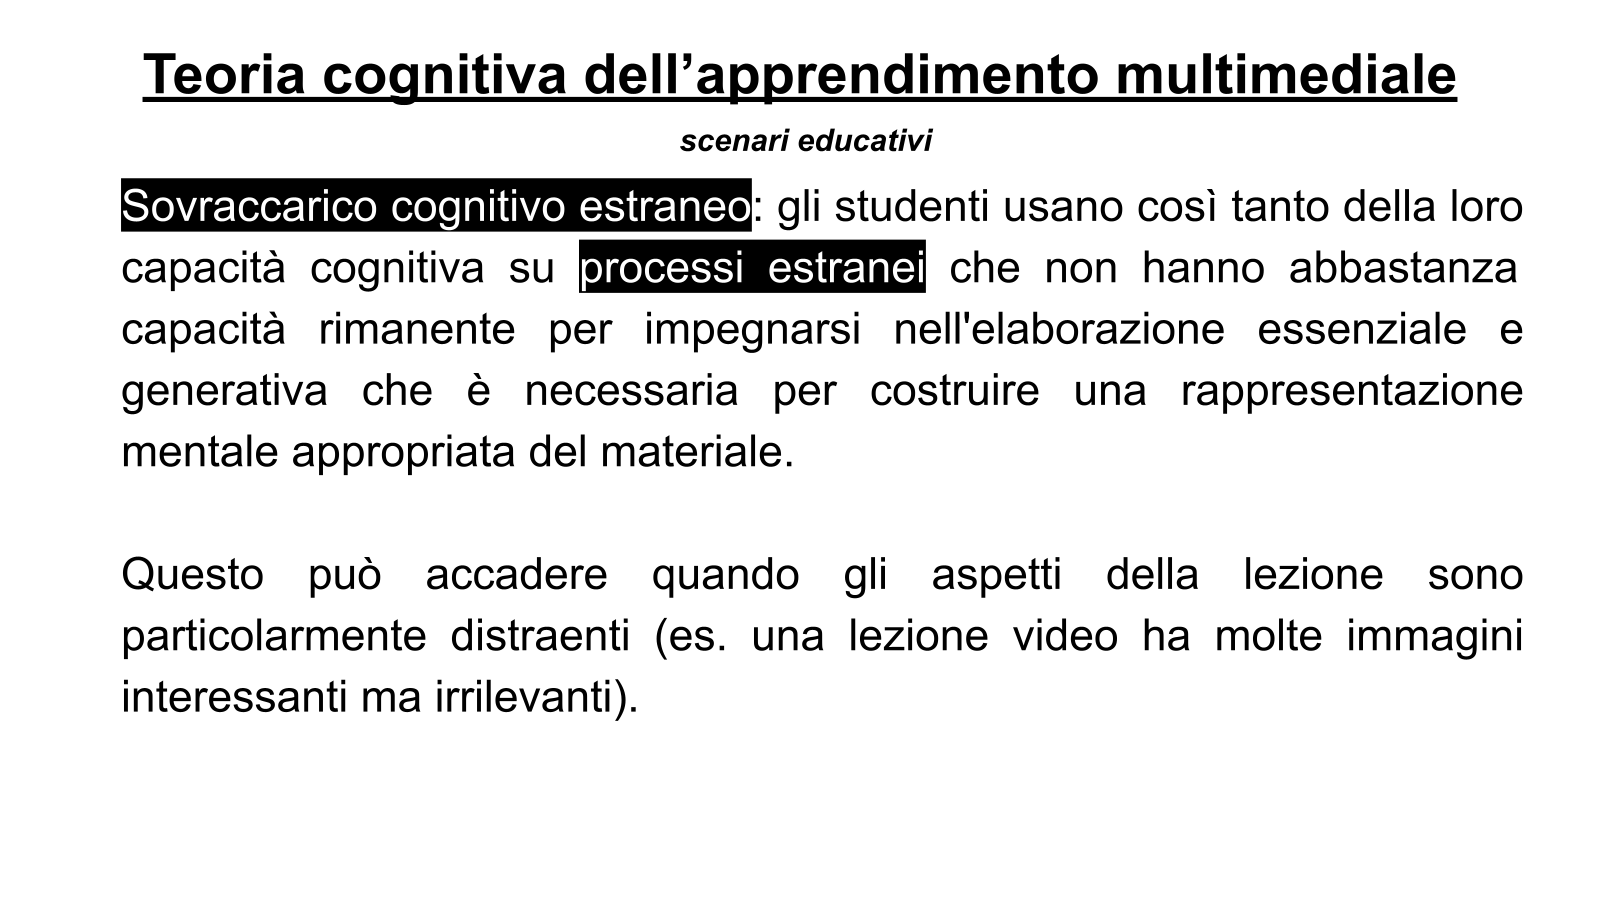 Teoria cognitiva dell’apprendimento multimediale
scenari educativi
Sovraccarico cognitivo estraneo: gli studenti usano così tanto della loro
capacità cognitiva su processi estranei che non hanno abbastanza
capacità rimanente per impegnarsi nell'elaborazione essenziale e
generativa che è necessaria per costruire una rappresentazione
mentale appropriata del materiale.
Questo può accadere quando gli aspetti della lezione sono
particolarmente distraenti (es. una lezione video ha molte immagini
interessanti ma irrilevanti).